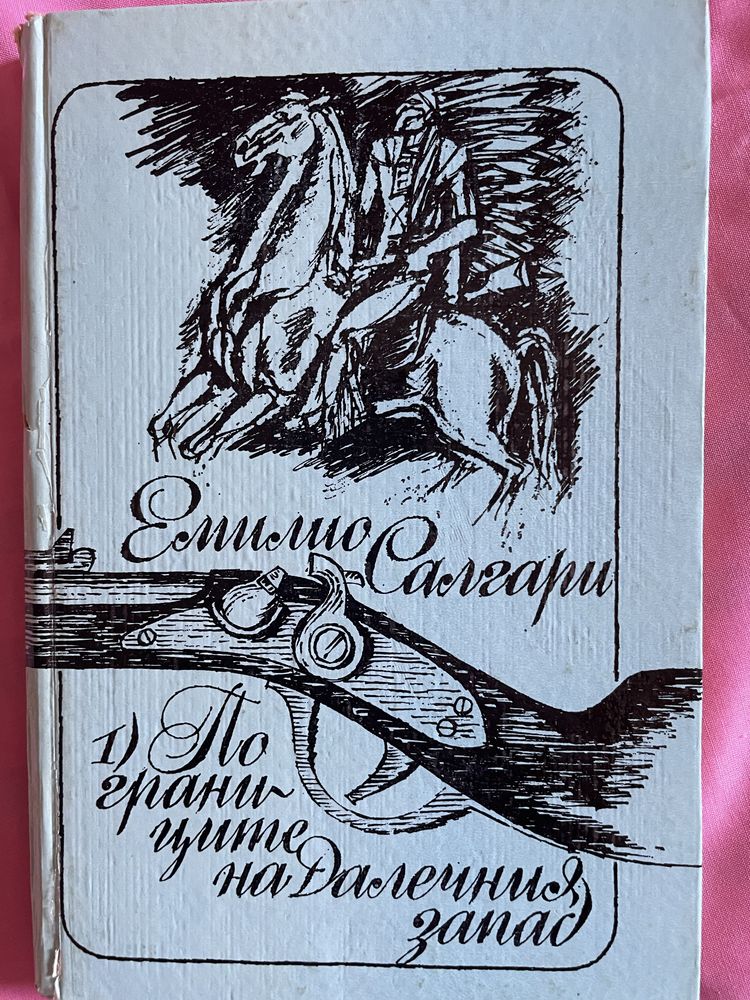 Емилио
Салгари
1) По
грани-
ците
на Далечния
запад